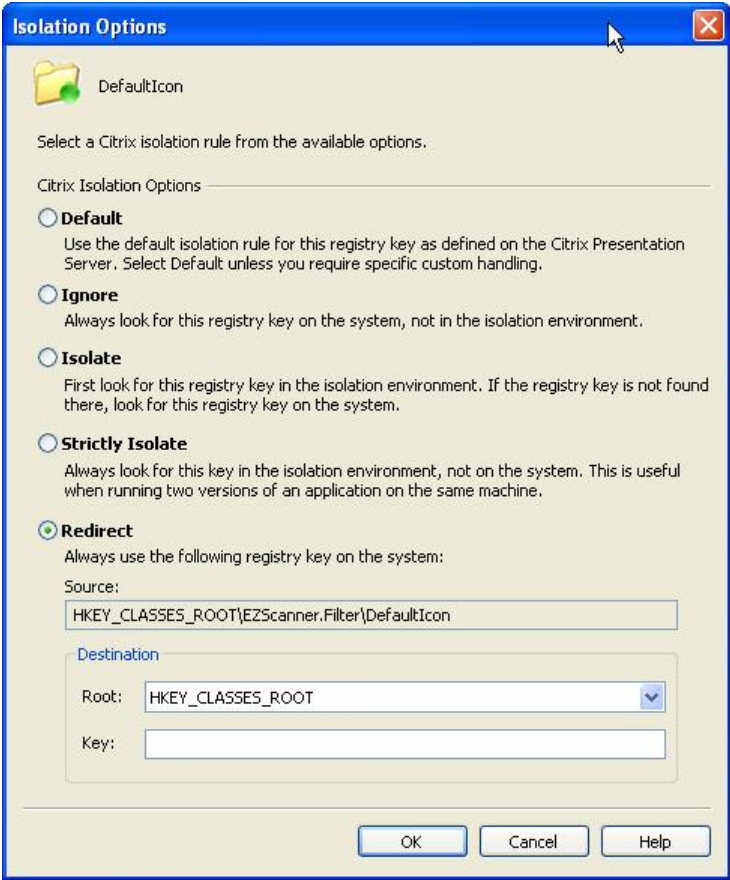 Isolation Options
DefaultIcon
Select a Citrix isolation rule from the available options.
Citrix Isolation Options
Default
Use the default isolation rule for this registry key as defined on the Citrix Presentation
Server. Select Default unless you require specific custom handling.
Ignore
Always look for this registry key on the system, not in the isolation environment.
Isolate
First look for this registry key in the isolation environment. If the registry key is not found
there, look for this registry key on the system.
Strictly Isolate
Always look for this key in the isolation environment, not on the system. This is useful
when running two versions of an application on the same machine.
Redirect
Always use the following registry key on the system:
Source:
HKEY_CLASSES_ROOT\EZScanner.Filter\DefaultIcon
Destination
Root: HKEY_CLASSES_ROOT
Key:
OK Cancel Help